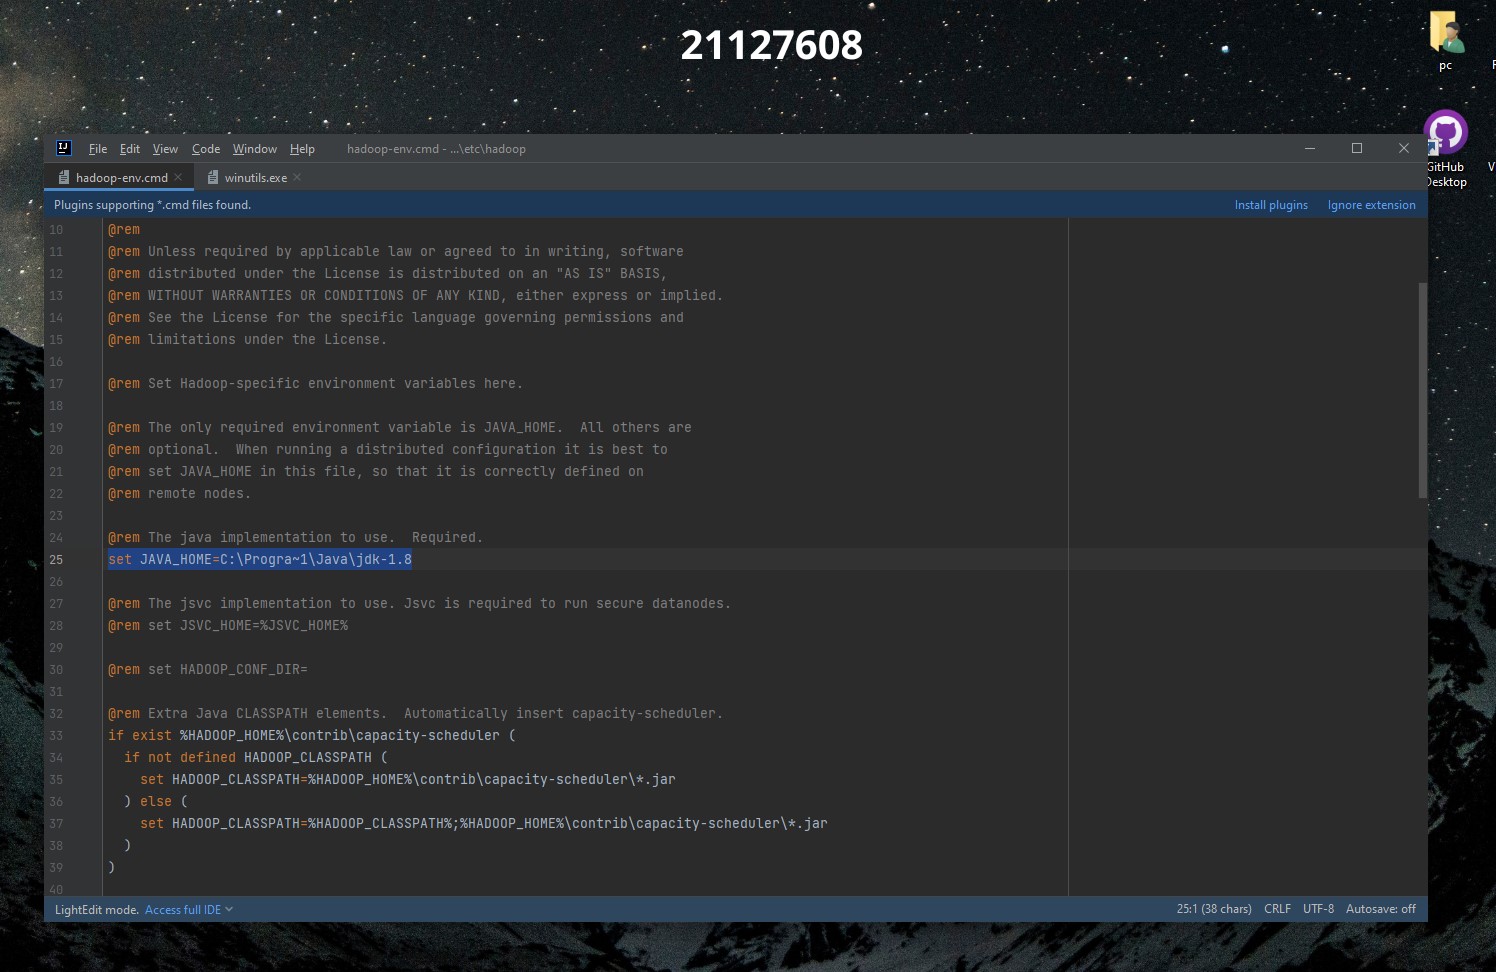 21127608
pc
GitHub
Desktop
File Edit View Code Window Help hadoop-env.cmd - ...\etc\hadoop
hadoop-env.cmd winutils.exe
Plugins supporting *.cmd files found. Install plugins Ignore extension
10 @rem
11 @rem Unless required by applicable law or agreed to in writing, software
12 @rem distributed under the License is distributed on an "AS IS" BASIS,
13 @rem WITHOUT WARRANTIES OR CONDITIONS OF ANY KIND, either express or implied.
14 @rem See the License for the specific language governing permissions and
15 @rem limitations under the License.
16
17 @rem Set Hadoop-specific environment variables here.
18
19 @rem The only required environment variable is JAVA_HOME.  All others are
20 @rem optional.  When running a distributed configuration it is best to
21 @rem set JAVA_HOME in this file, so that it is correctly defined on
22 @rem remote nodes.
23
24 @rem The java implementation to use.  Required.
25 set JAVA_HOME=C:\Progra~1\Java\jdk-1.8
26
27 @rem The jsvc implementation to use. Jsvc is required to run secure datanodes.
28 @rem set JSVC_HOME=%JSVC_HOME%
29
30 @rem set HADOOP_CONF_DIR=
31
32 @rem Extra Java CLASSPATH elements.  Automatically insert capacity-scheduler.
33 if exist %HADOOP_HOME%\contrib\capacity-scheduler (
34   if not defined HADOOP_CLASSPATH (
35     set HADOOP_CLASSPATH=%HADOOP_HOME%\contrib\capacity-scheduler\*.jar
36   ) else (
37     set HADOOP_CLASSPATH=%HADOOP_CLASSPATH%;%HADOOP_HOME%\contrib\capacity-scheduler\*.jar
38   )
39 )
40
LightEdit mode. Access full IDE 25:1 (38 chars) CRLF UTF-8 Autosave: off